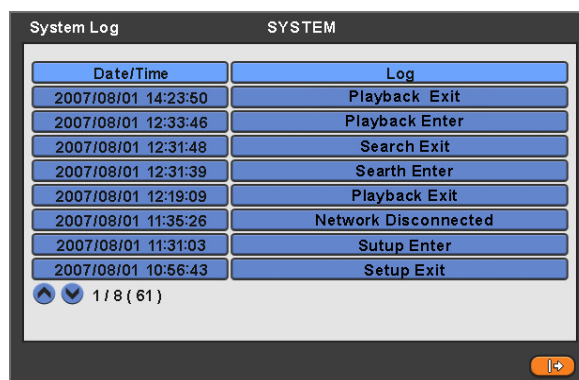 System Log SYSTEM
Date/Time Log
2007/08/01 14:23:50 Playback Exit
2007/08/01 12:33:46 Playback Enter
2007/08/01 12:31:48 Search Exit
2007/08/01 12:31:39 Searth Enter
2007/08/01 12:19:09 Playback Exit
2007/08/01 11:35:26 Network Disconnected
2007/08/01 11:31:03 Sutup Enter
2007/08/01 10:56:43 Setup Exit
1 / 8 ( 61 )